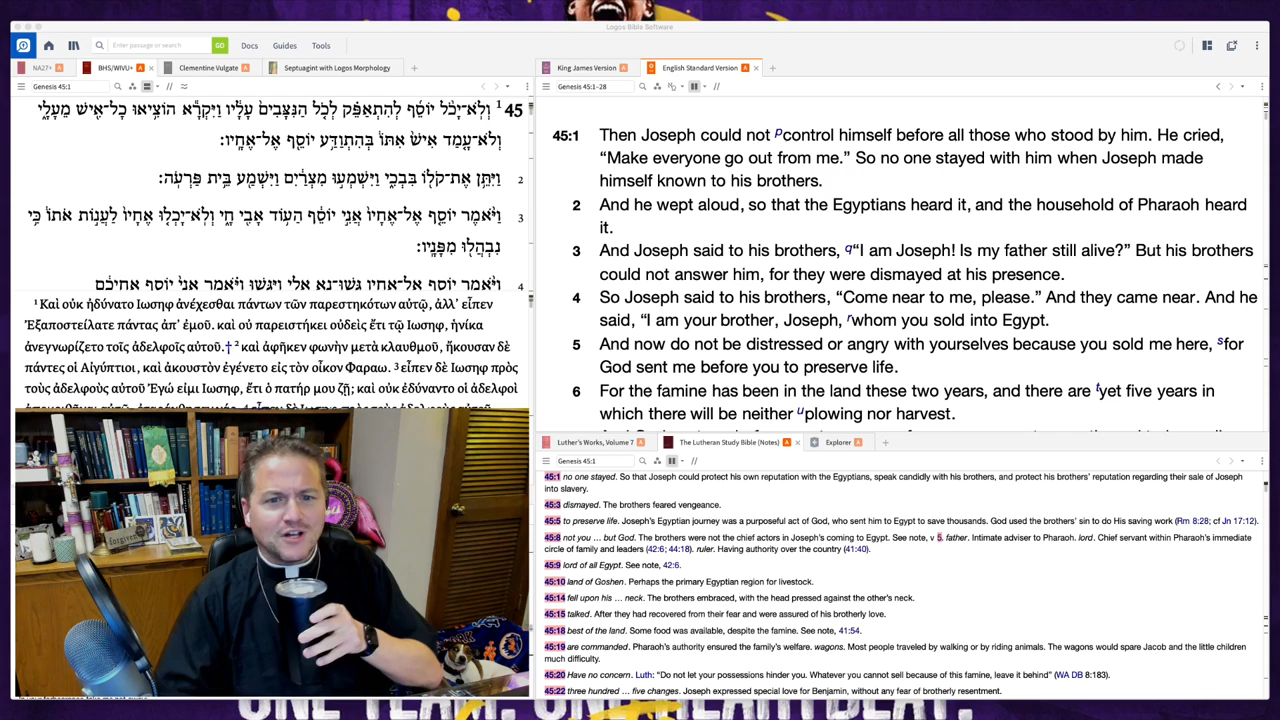 Logos Bible Software
Enter passage or search
GO
Docs
Guides
Tools
NA27+ A
BHS/WIVU+ A
Clementine Vulgate A
Septuagint with Logos Morphology
Genesis 45:1
45 ¹ וְלֹֽא־יָכֹ֨ל יוֹסֵ֜ף לְהִתְאַפֵּ֗ק לְכֹ֤ל הַנִּצָּבִים֙ עָלָ֔יו וַיִּקְרָ֕א הוֹצִ֥יאוּ כָל־אִ֖ישׁ מֵעָלָ֑י
וְלֹא־עָ֤מַד אִישׁ֙ אִתּ֔וֹ בְּהִתְוַדַּ֥ע יוֹסֵ֖ף אֶל־אֶחָֽיו׃
2 וַיִּתֵּ֥ן אֶת־קֹל֖וֹ בִּבְכִ֑י וַיִּשְׁמְע֣וּ מִצְרַ֔יִם וַיִּשְׁמַ֖ע בֵּ֥ית פַּרְעֹֽה׃
3 וַיֹּ֨אמֶר יוֹסֵ֤ף אֶל־אֶחָיו֙ אֲנִ֣י יוֹסֵ֔ף הַע֥וֹד אָבִ֖י חָ֑י וְלֹֽא־יָכְל֤וּ אֶחָיו֙ לַעֲנ֣וֹת אֹת֔וֹ כִּ֥י
נִבְהֲל֖וּ מִפָּנָֽיו׃
4 וַיֹּ֨אמֶר יוֹסֵ֧ף אֶל־אֶחָ֛יו גְּשׁוּ־נָ֥א אֵלַ֖י וַיִּגָּ֑שׁוּ וַיֹּ֗אמֶר אֲנִי֙ יוֹסֵ֣ף אֲחִיכֶ֔ם
¹ Καὶ οὐκ ἠδύνατο Ιωσηφ ἀνέχεσθαι πάντων τῶν παρεστηκότων αὐτῷ, ἀλλ᾽ εἶπεν
Ἐξαποστείλατε πάντας ἀπ᾽ ἐμοῦ. καὶ οὐ παρειστήκει οὐδεὶς ἔτι τῷ Ιωσηφ, ἡνίκα
ἀνεγνωρίζετο τοῖς ἀδελφοῖς αὐτοῦ.† ² καὶ ἀφῆκεν φωνὴν μετὰ κλαυθμοῦ, ἤκουσαν δὲ
πάντες οἱ Αἰγύπτιοι, καὶ ἀκουστὸν ἐγένετο εἰς τὸν οἶκον Φαραω. ³ εἶπεν δὲ Ιωσηφ πρὸς
τοὺς ἀδελφοὺς αὐτοῦ Ἐγώ εἰμι Ιωσηφ, ἔτι ὁ πατήρ μου ζῇ; καὶ οὐκ ἐδύναντο οἱ ἀδελφοὶ
King James Version A
English Standard Version A
Genesis 45:1–28
45:1 Then Joseph could not ᵖcontrol himself before all those who stood by him. He cried,
“Make everyone go out from me.” So no one stayed with him when Joseph made
himself known to his brothers.
2 And he wept aloud, so that the Egyptians heard it, and the household of Pharaoh heard
it.
3 And Joseph said to his brothers, q“I am Joseph! Is my father still alive?” But his brothers
could not answer him, for they were dismayed at his presence.
4 So Joseph said to his brothers, “Come near to me, please.” And they came near. And he
said, “I am your brother, Joseph, ʳwhom you sold into Egypt.
5 And now do not be distressed or angry with yourselves because you sold me here, ˢfor
God sent me before you to preserve life.
6 For the famine has been in the land these two years, and there are ᵗyet five years in
which there will be neither ᵘplowing nor harvest.
Luther's Works, Volume 7 A
The Lutheran Study Bible (Notes) A
Explorer A
Genesis 45:1
45:1 no one stayed. So that Joseph could protect his own reputation with the Egyptians, speak candidly with his brothers, and protect his brothers’ reputation regarding their sale of Joseph
into slavery.
45:3 dismayed. The brothers feared vengeance.
45:5 to preserve life. Joseph’s Egyptian journey was a purposeful act of God, who sent him to Egypt to save thousands. God used the brothers’ sin to do His saving work (Rm 8:28; cf Jn 17:12).
45:8 not you … but God. The brothers were not the chief actors in Joseph’s coming to Egypt. See note, v 5. father. Intimate adviser to Pharaoh. lord. Chief servant within Pharaoh’s immediate
circle of family and leaders (42:6; 44:18). ruler. Having authority over the country (41:40).
45:9 lord of all Egypt. See note, 42:6.
45:10 land of Goshen. Perhaps the primary Egyptian region for livestock.
45:14 fell upon his … neck. The brothers embraced, with the head pressed against the other’s neck.
45:15 talked. After they had recovered from their fear and were assured of his brotherly love.
45:18 best of the land. Some food was available, despite the famine. See note, 41:54.
45:19 are commanded. Pharaoh’s authority ensured the family’s welfare. wagons. Most people traveled by walking or by riding animals. The wagons would spare Jacob and the little children
much difficulty.
45:20 Have no concern. Luth: “Do not let your possessions hinder you. Whatever you cannot sell because of this famine, leave it behind” (WA DB 8:183).
45:22 three hundred … five changes. Joseph expressed special love for Benjamin, without any fear of brotherly resentment.
Forgiven
ONE TEAM. ONE HEARTBEAT.